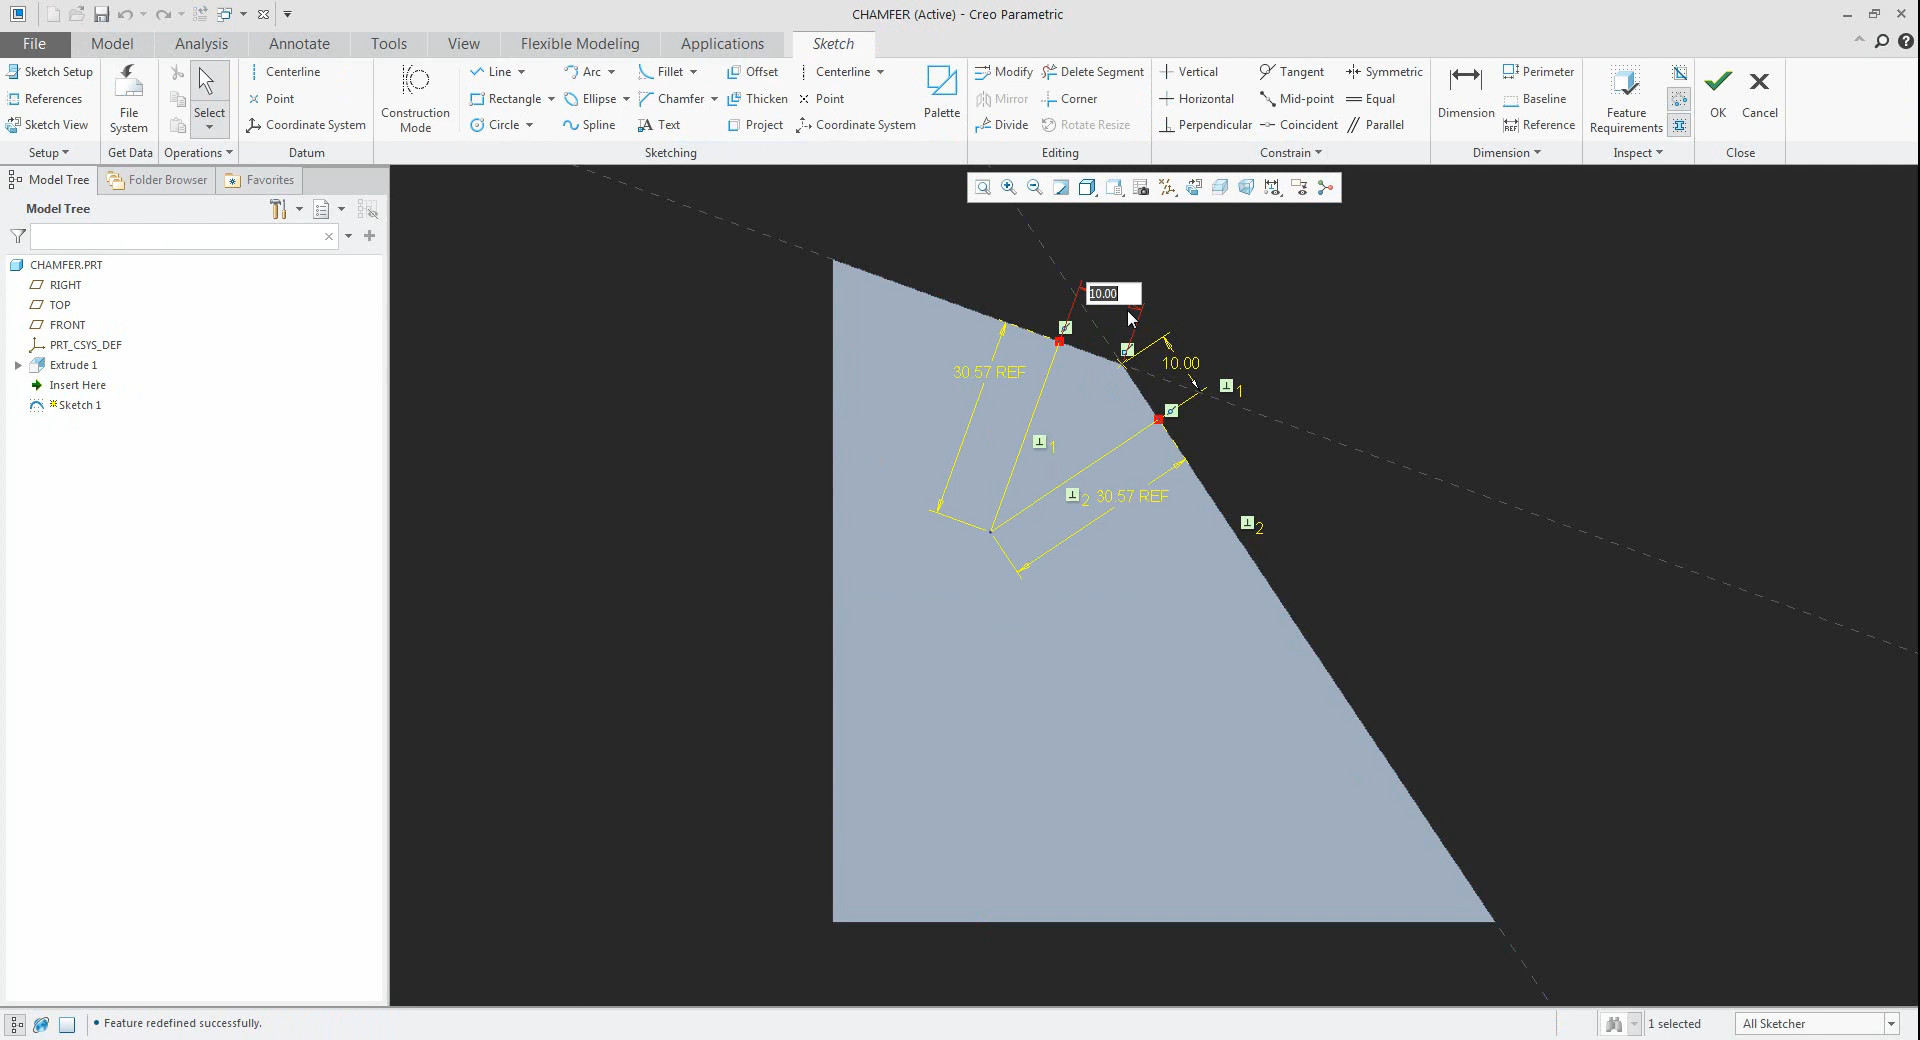 CHAMFER (Active) - Creo Parametric
File Model Analysis Annotate Tools View Flexible Modeling Applications Sketch
Sketch Setup
References
Sketch View
Setup
File System
Get Data
Select
Operations
Centerline
Point
Coordinate System
Datum
Construction Mode
Line Arc Fillet Offset Centerline
Rectangle Ellipse Chamfer Thicken Point
Circle Spline Text Project Coordinate System
Palette
Sketching
Modify Delete Segment
Mirror Corner
Divide Rotate Resize
Editing
Vertical Tangent Symmetric
Horizontal Mid-point Equal
Perpendicular Coincident Parallel
Constrain
Dimension
Perimeter
Baseline
REF Reference
Dimension
Feature Requirements
Inspect
OK
Cancel
Close
Model Tree Folder Browser Favorites
Model Tree
CHAMFER.PRT
RIGHT
TOP
FRONT
PRT_CSYS_DEF
Extrude 1
Insert Here
Sketch 1
10.00
10.00
30.57 REF
1
1
2 30.57 REF
2
Feature redefined successfully.
1 selected
All Sketcher